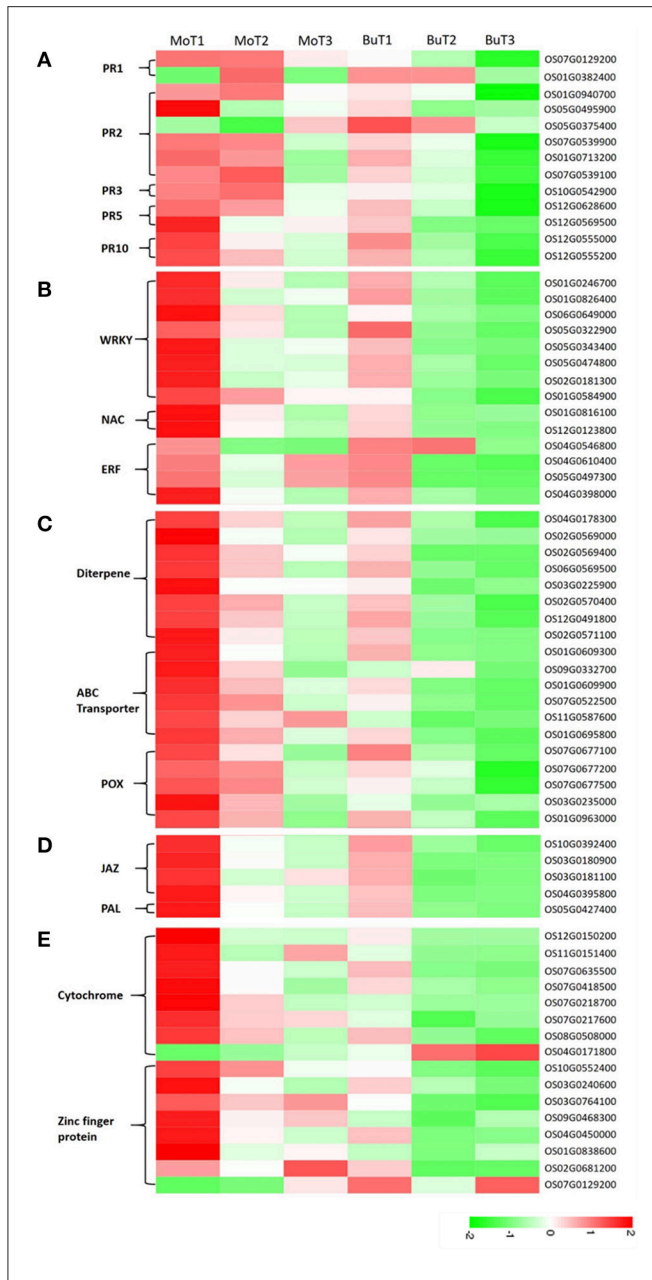 MoT1 MoT2 MoT3 BuT1 BuT2 BuT3
A
PR1
OS07G0129200
OS01G0382400
PR2
OS01G0940700
OS05G0495900
OS05G0375400
OS07G0539900
OS01G0713200
OS07G0539100
PR3
OS10G0542900
PR5
OS12G0628600
OS12G0569500
PR10
OS12G0555000
OS12G0555200
B
WRKY
OS01G0246700
OS01G0826400
OS06G0649000
OS05G0322900
OS05G0343400
OS05G0474800
OS02G0181300
OS01G0584900
NAC
OS01G0816100
OS12G0123800
ERF
OS04G0546800
OS04G0610400
OS05G0497300
OS04G0398000
C
Diterpene
OS04G0178300
OS02G0569000
OS02G0569400
OS06G0569500
OS03G0225900
OS02G0570400
OS12G0491800
OS02G0571100
ABC
Transporter
OS01G0609300
OS09G0332700
OS01G0609900
OS07G0522500
OS11G0587600
OS01G0695800
POX
OS07G0677100
OS07G0677200
OS07G0677500
OS03G0235000
OS01G0963000
D
JAZ
OS10G0392400
OS03G0180900
OS03G0181100
OS04G0395800
PAL
OS05G0427400
E
Cytochrome
OS12G0150200
OS11G0151400
OS07G0635500
OS07G0418500
OS07G0218700
OS07G0217600
OS08G0508000
OS04G0171800
Zinc finger
protein
OS10G0552400
OS03G0240600
OS03G0764100
OS09G0468300
OS04G0450000
OS01G0838600
OS02G0681200
OS07G0129200
-2 -1 0 1 2